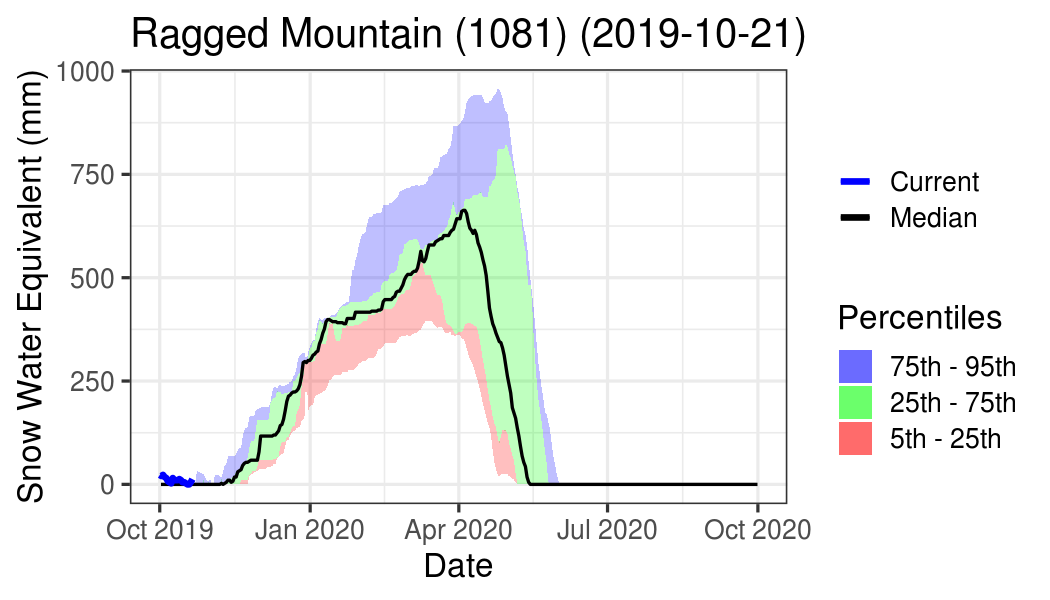 Ragged Mountain (1081) (2019-10-21)
Snow Water Equivalent (mm)
1000
750
500
250
0
Oct 2019 Jan 2020 Apr 2020 Jul 2020 Oct 2020
Date
Current
Median
Percentiles
75th - 95th
25th - 75th
5th - 25th